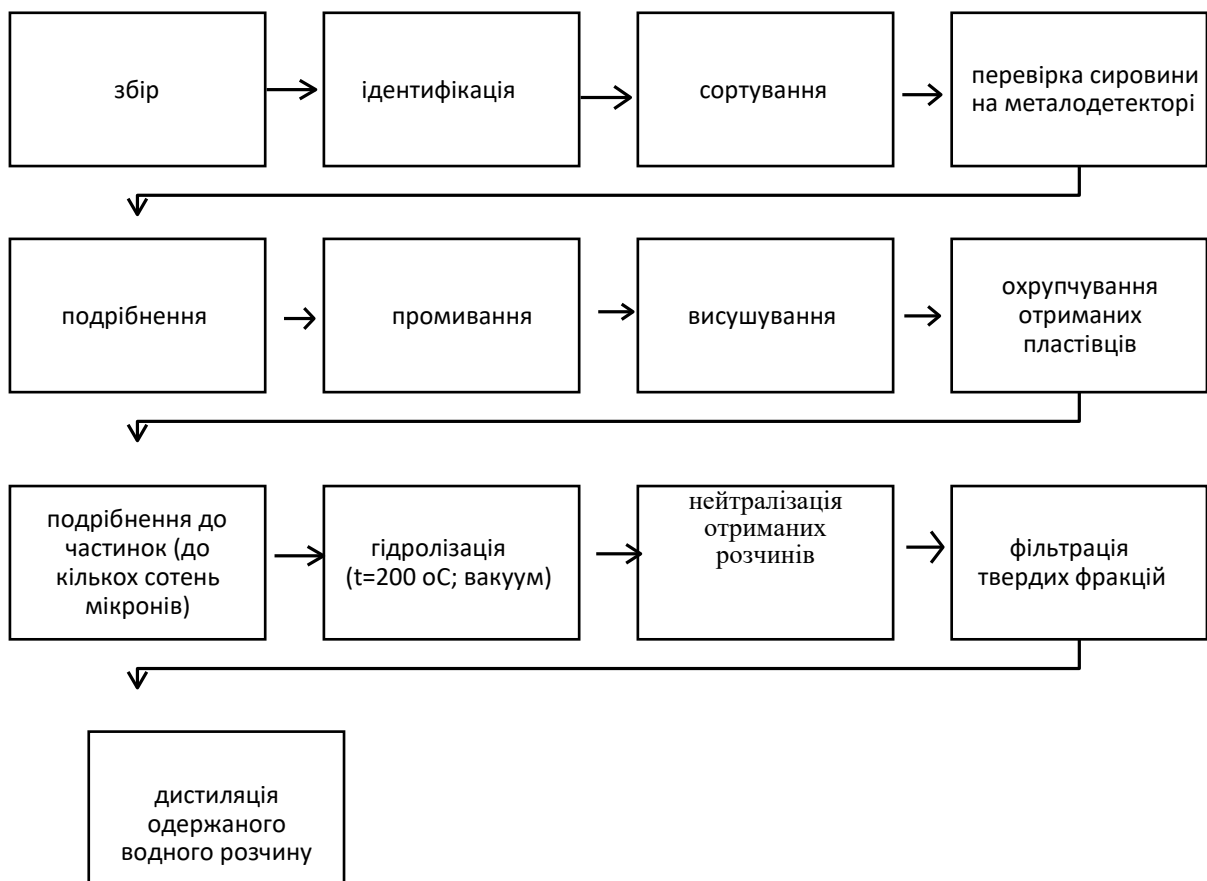 збір
ідентифікація
сортування
перевірка сировини
на металодетекторі
подрібнення
промивання
висушування
охрупчування
отриманих
пластівців
подрібнення до
частинок (до
кількох сотень
мікронів)
гідролізація
(t=200 оС; вакуум)
нейтралізація
отриманих
розчинів
фільтрація
твердих фракцій
дистиляція
одержаного
водного розчину